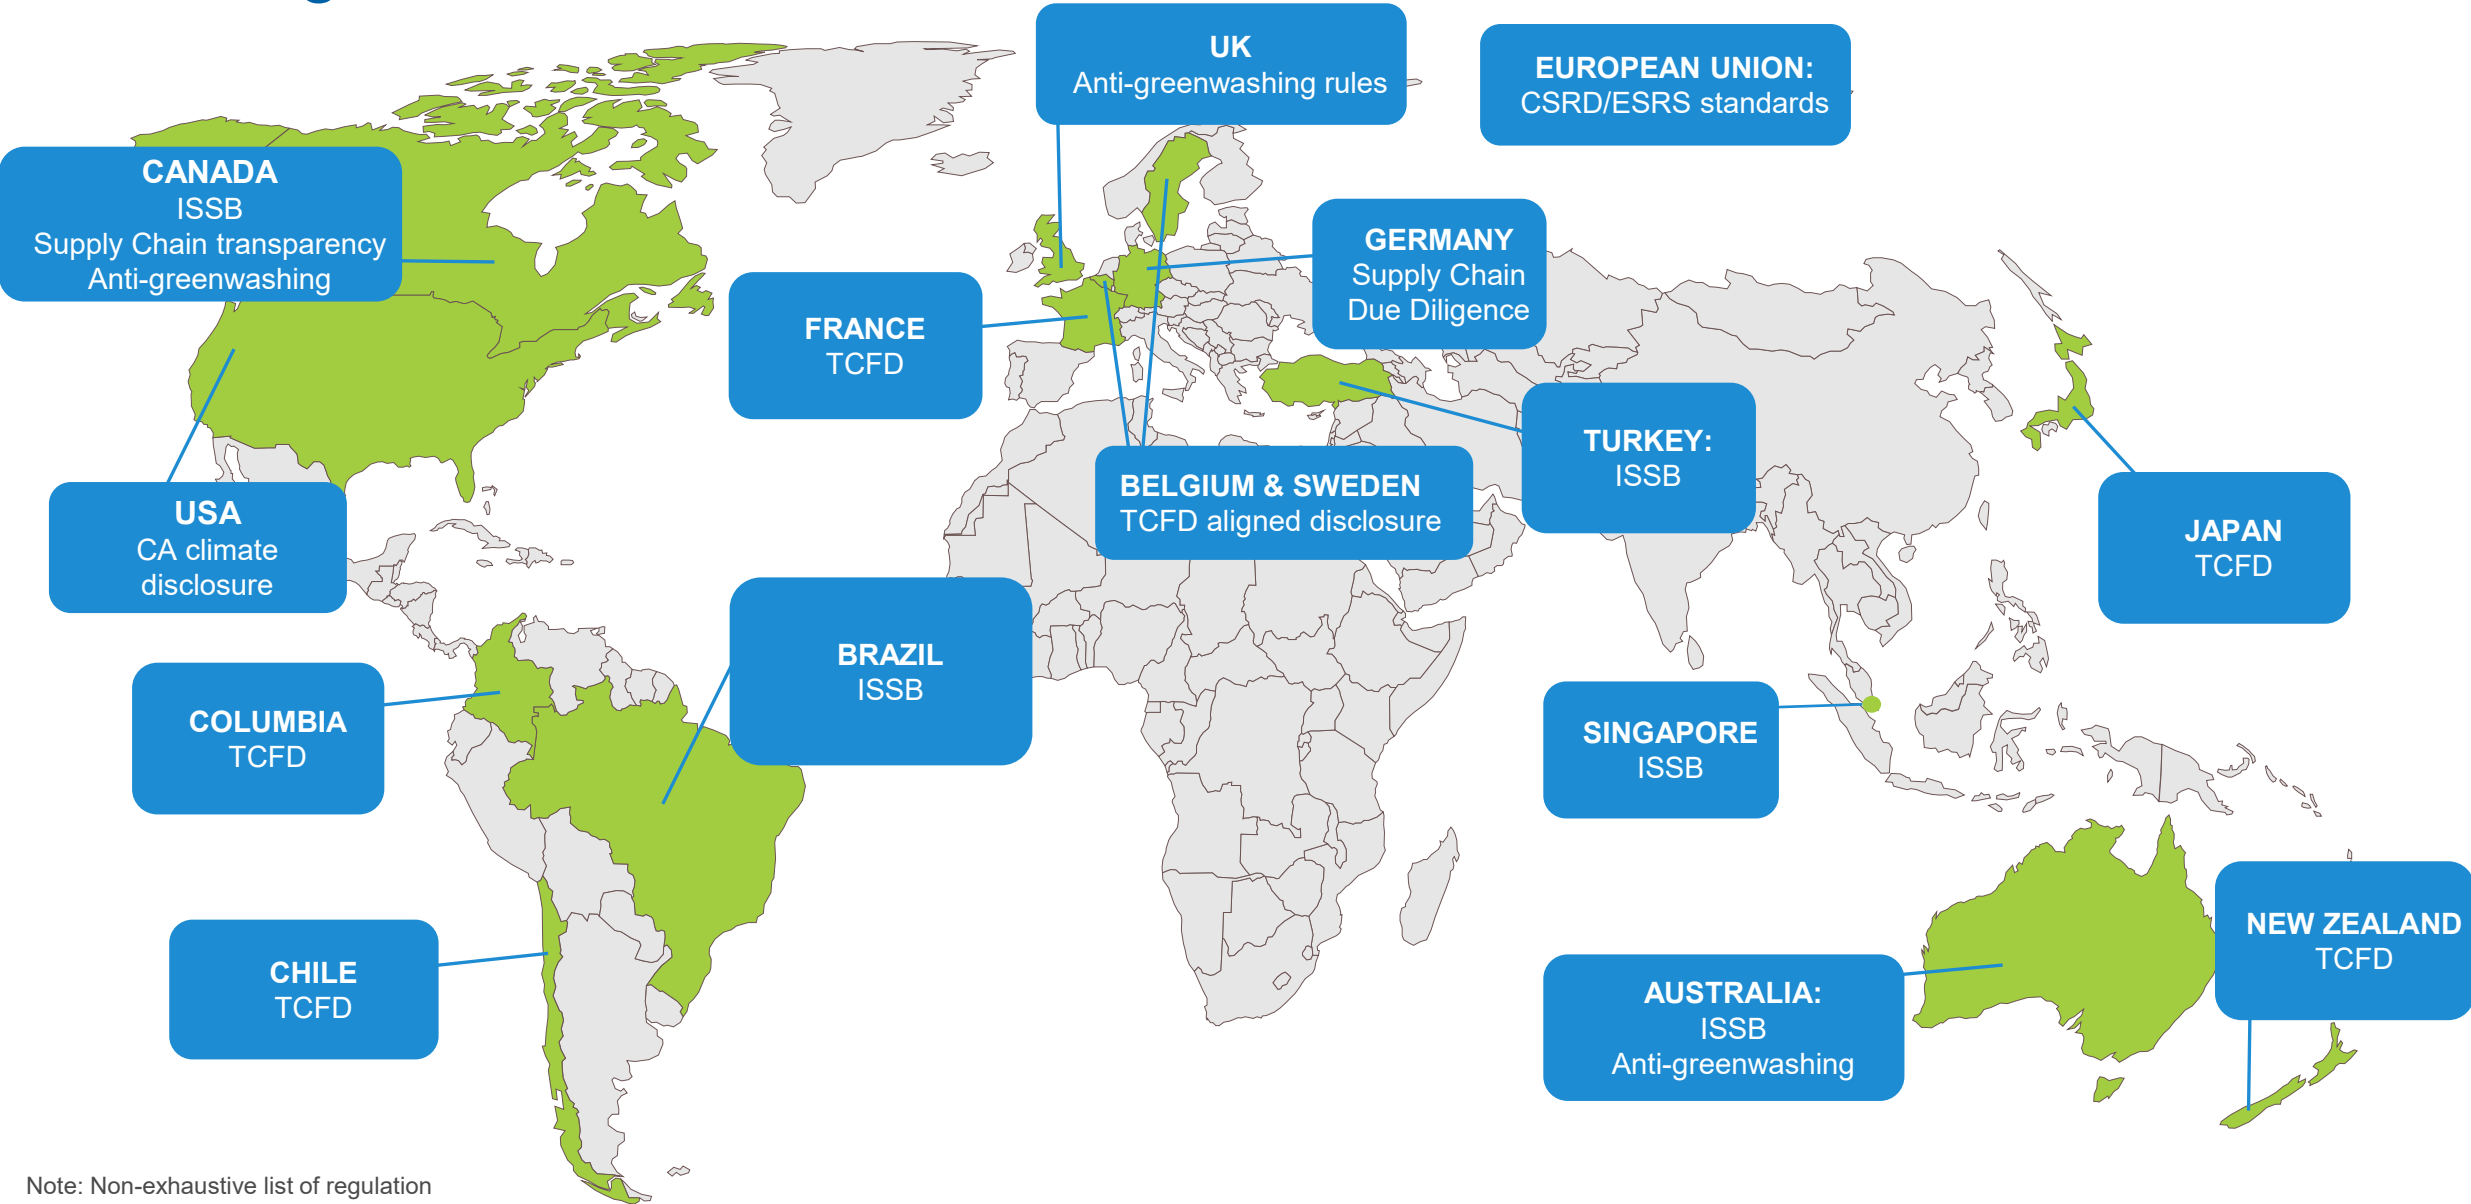 UK
Anti-greenwashing rules
EUROPEAN UNION:
CSRD/ESRS standards
CANADA
ISSB
Supply Chain transparency
Anti-greenwashing
GERMANY
Supply Chain
Due Diligence
FRANCE
TCFD
TURKEY:
ISSB
BELGIUM & SWEDEN
TCFD aligned disclosure
USA
CA climate
disclosure
JAPAN
TCFD
BRAZIL
ISSB
COLUMBIA
TCFD
SINGAPORE
ISSB
CHILE
TCFD
NEW ZEALAND
TCFD
AUSTRALIA:
ISSB
Anti-greenwashing
Note: Non-exhaustive list of regulation